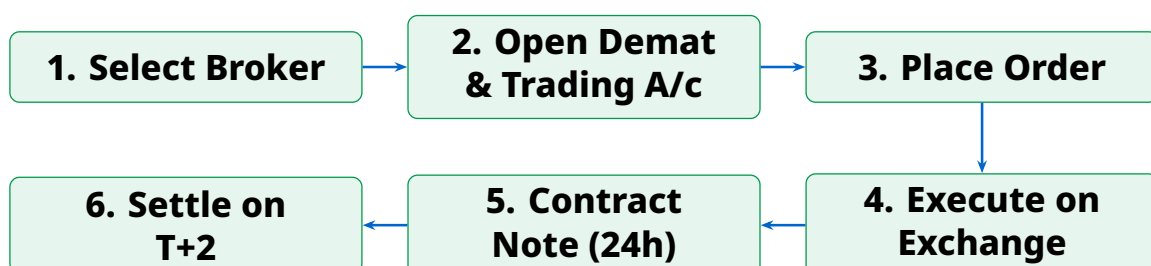 1. Select Broker
2. Open Demat
& Trading A/c
3. Place Order
4. Execute on
Exchange
5. Contract
Note (24h)
6. Settle on
T+2